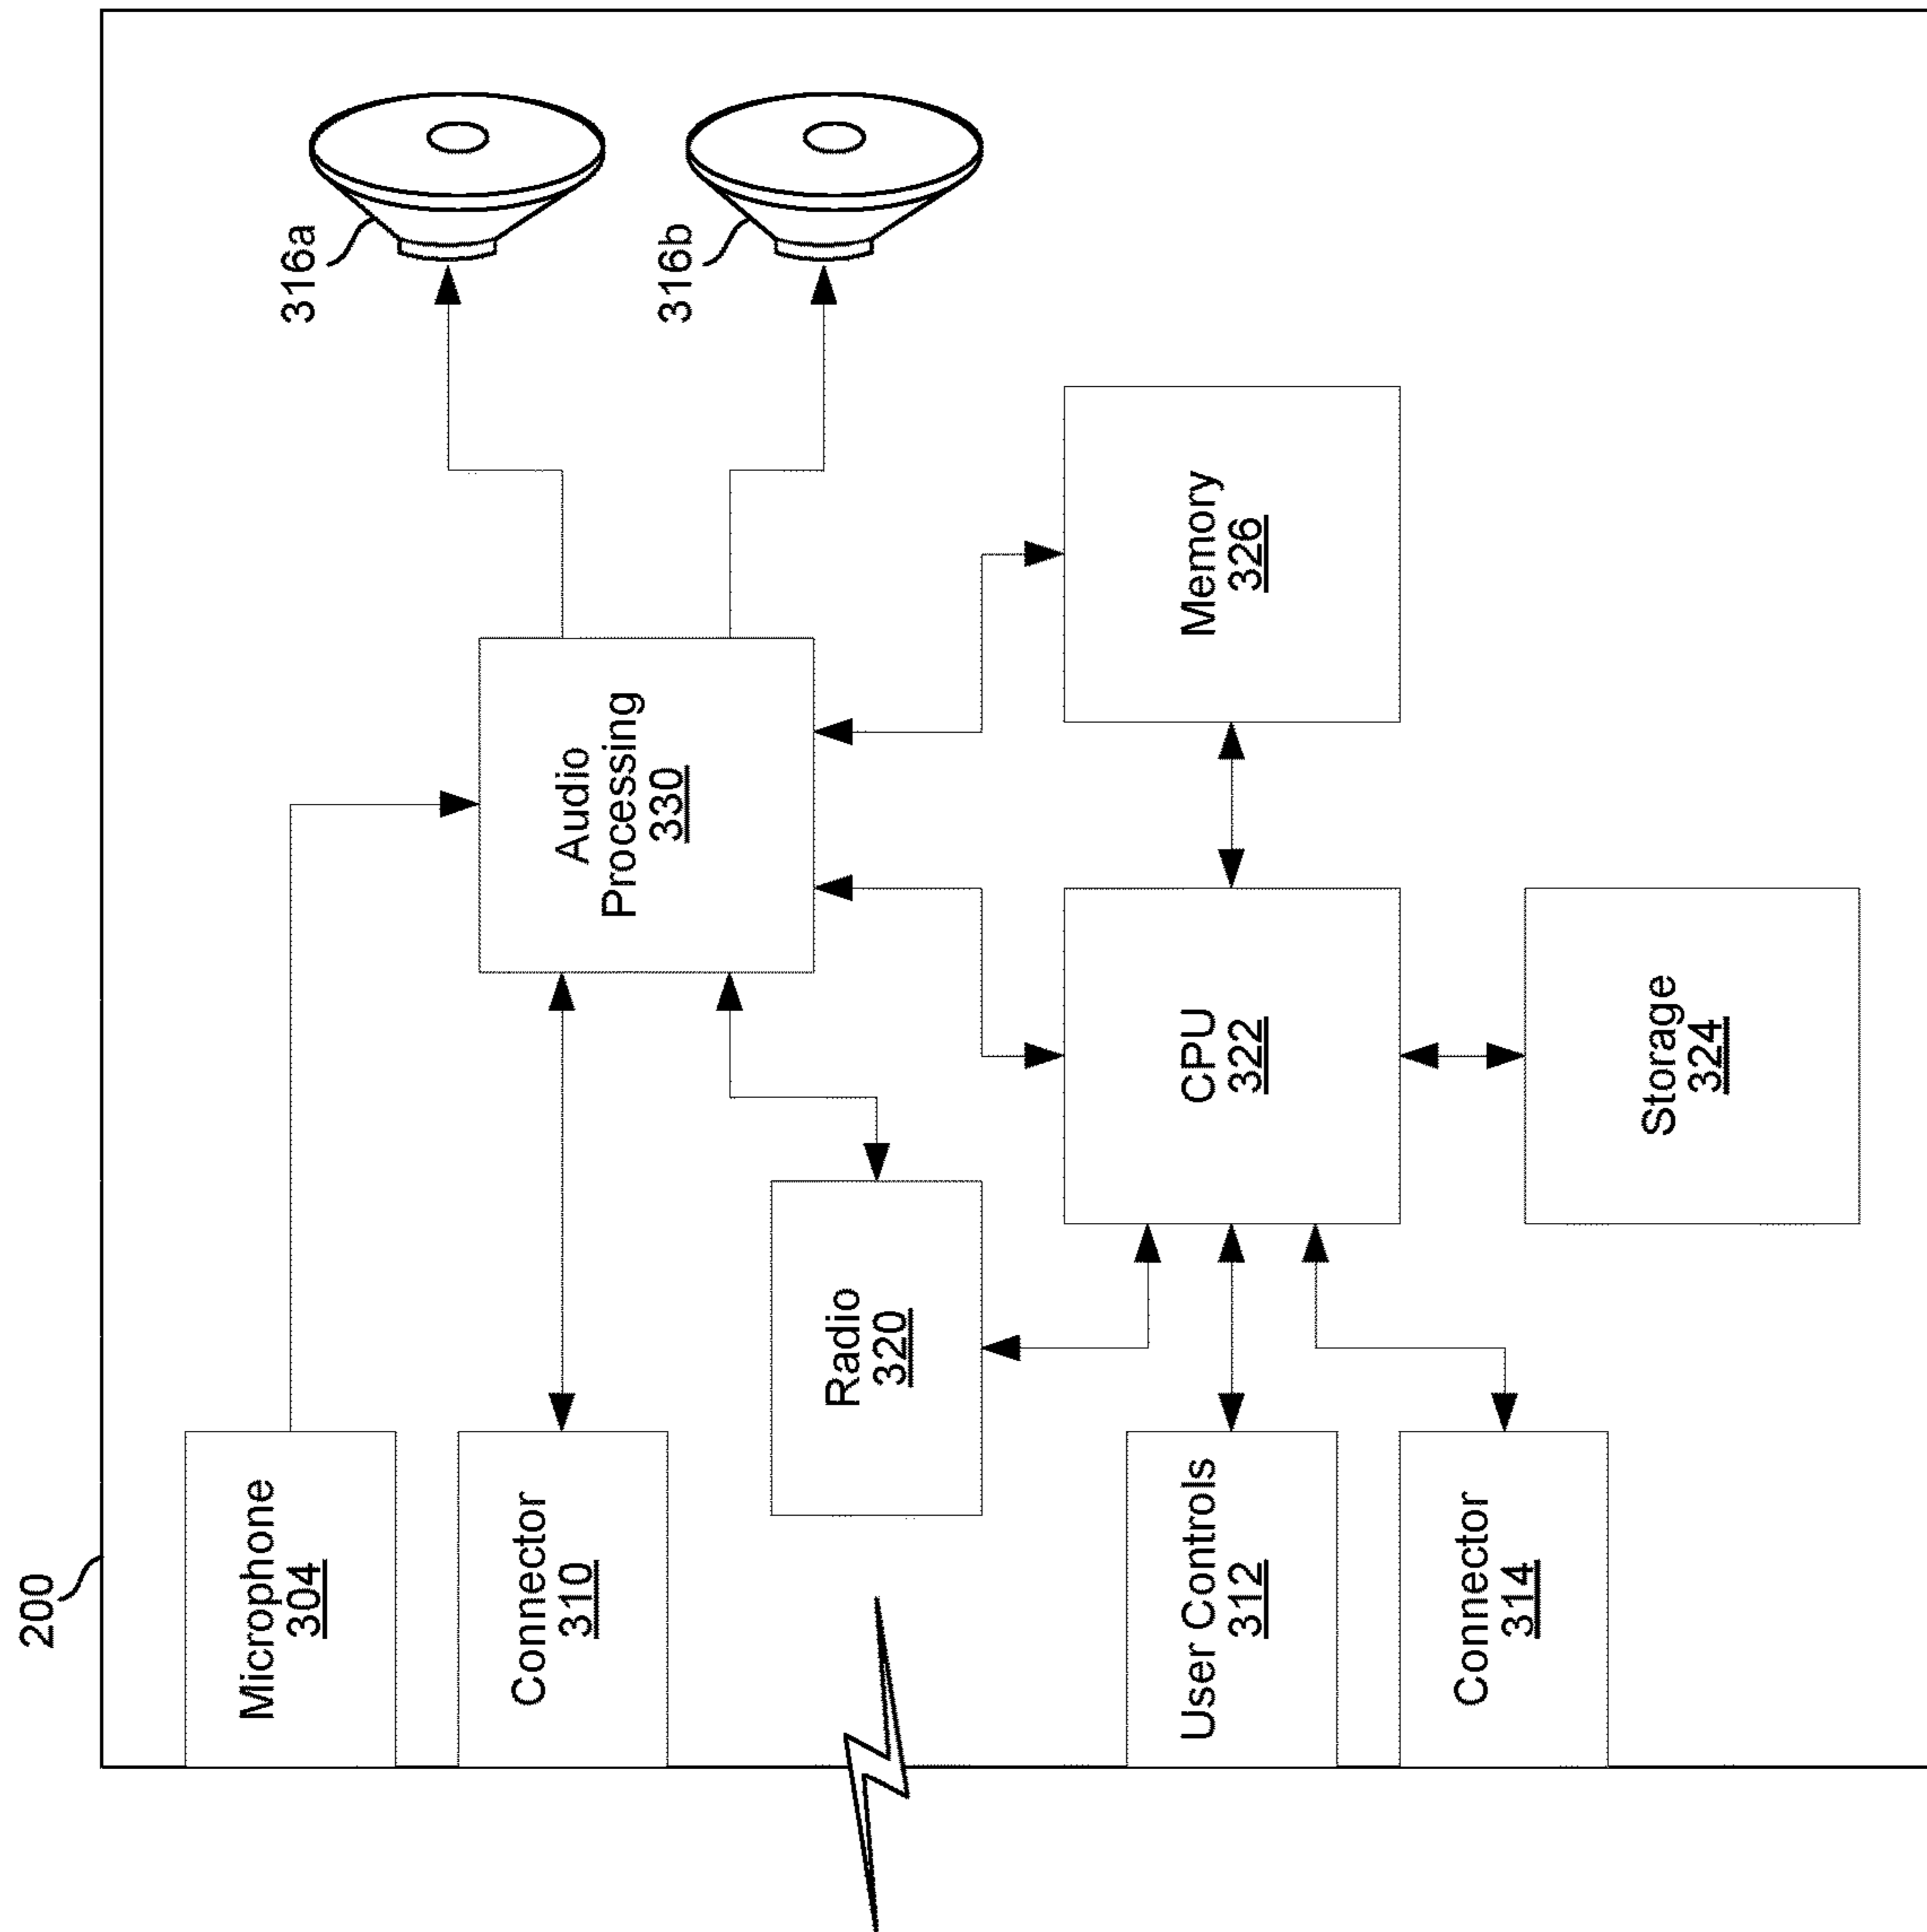 200
Microphone
304
Connector
310
Radio
320
User Controls
312
Connector
314
Audio
Processing
330
CPU
322
Storage
324
Memory
326
316a
316b